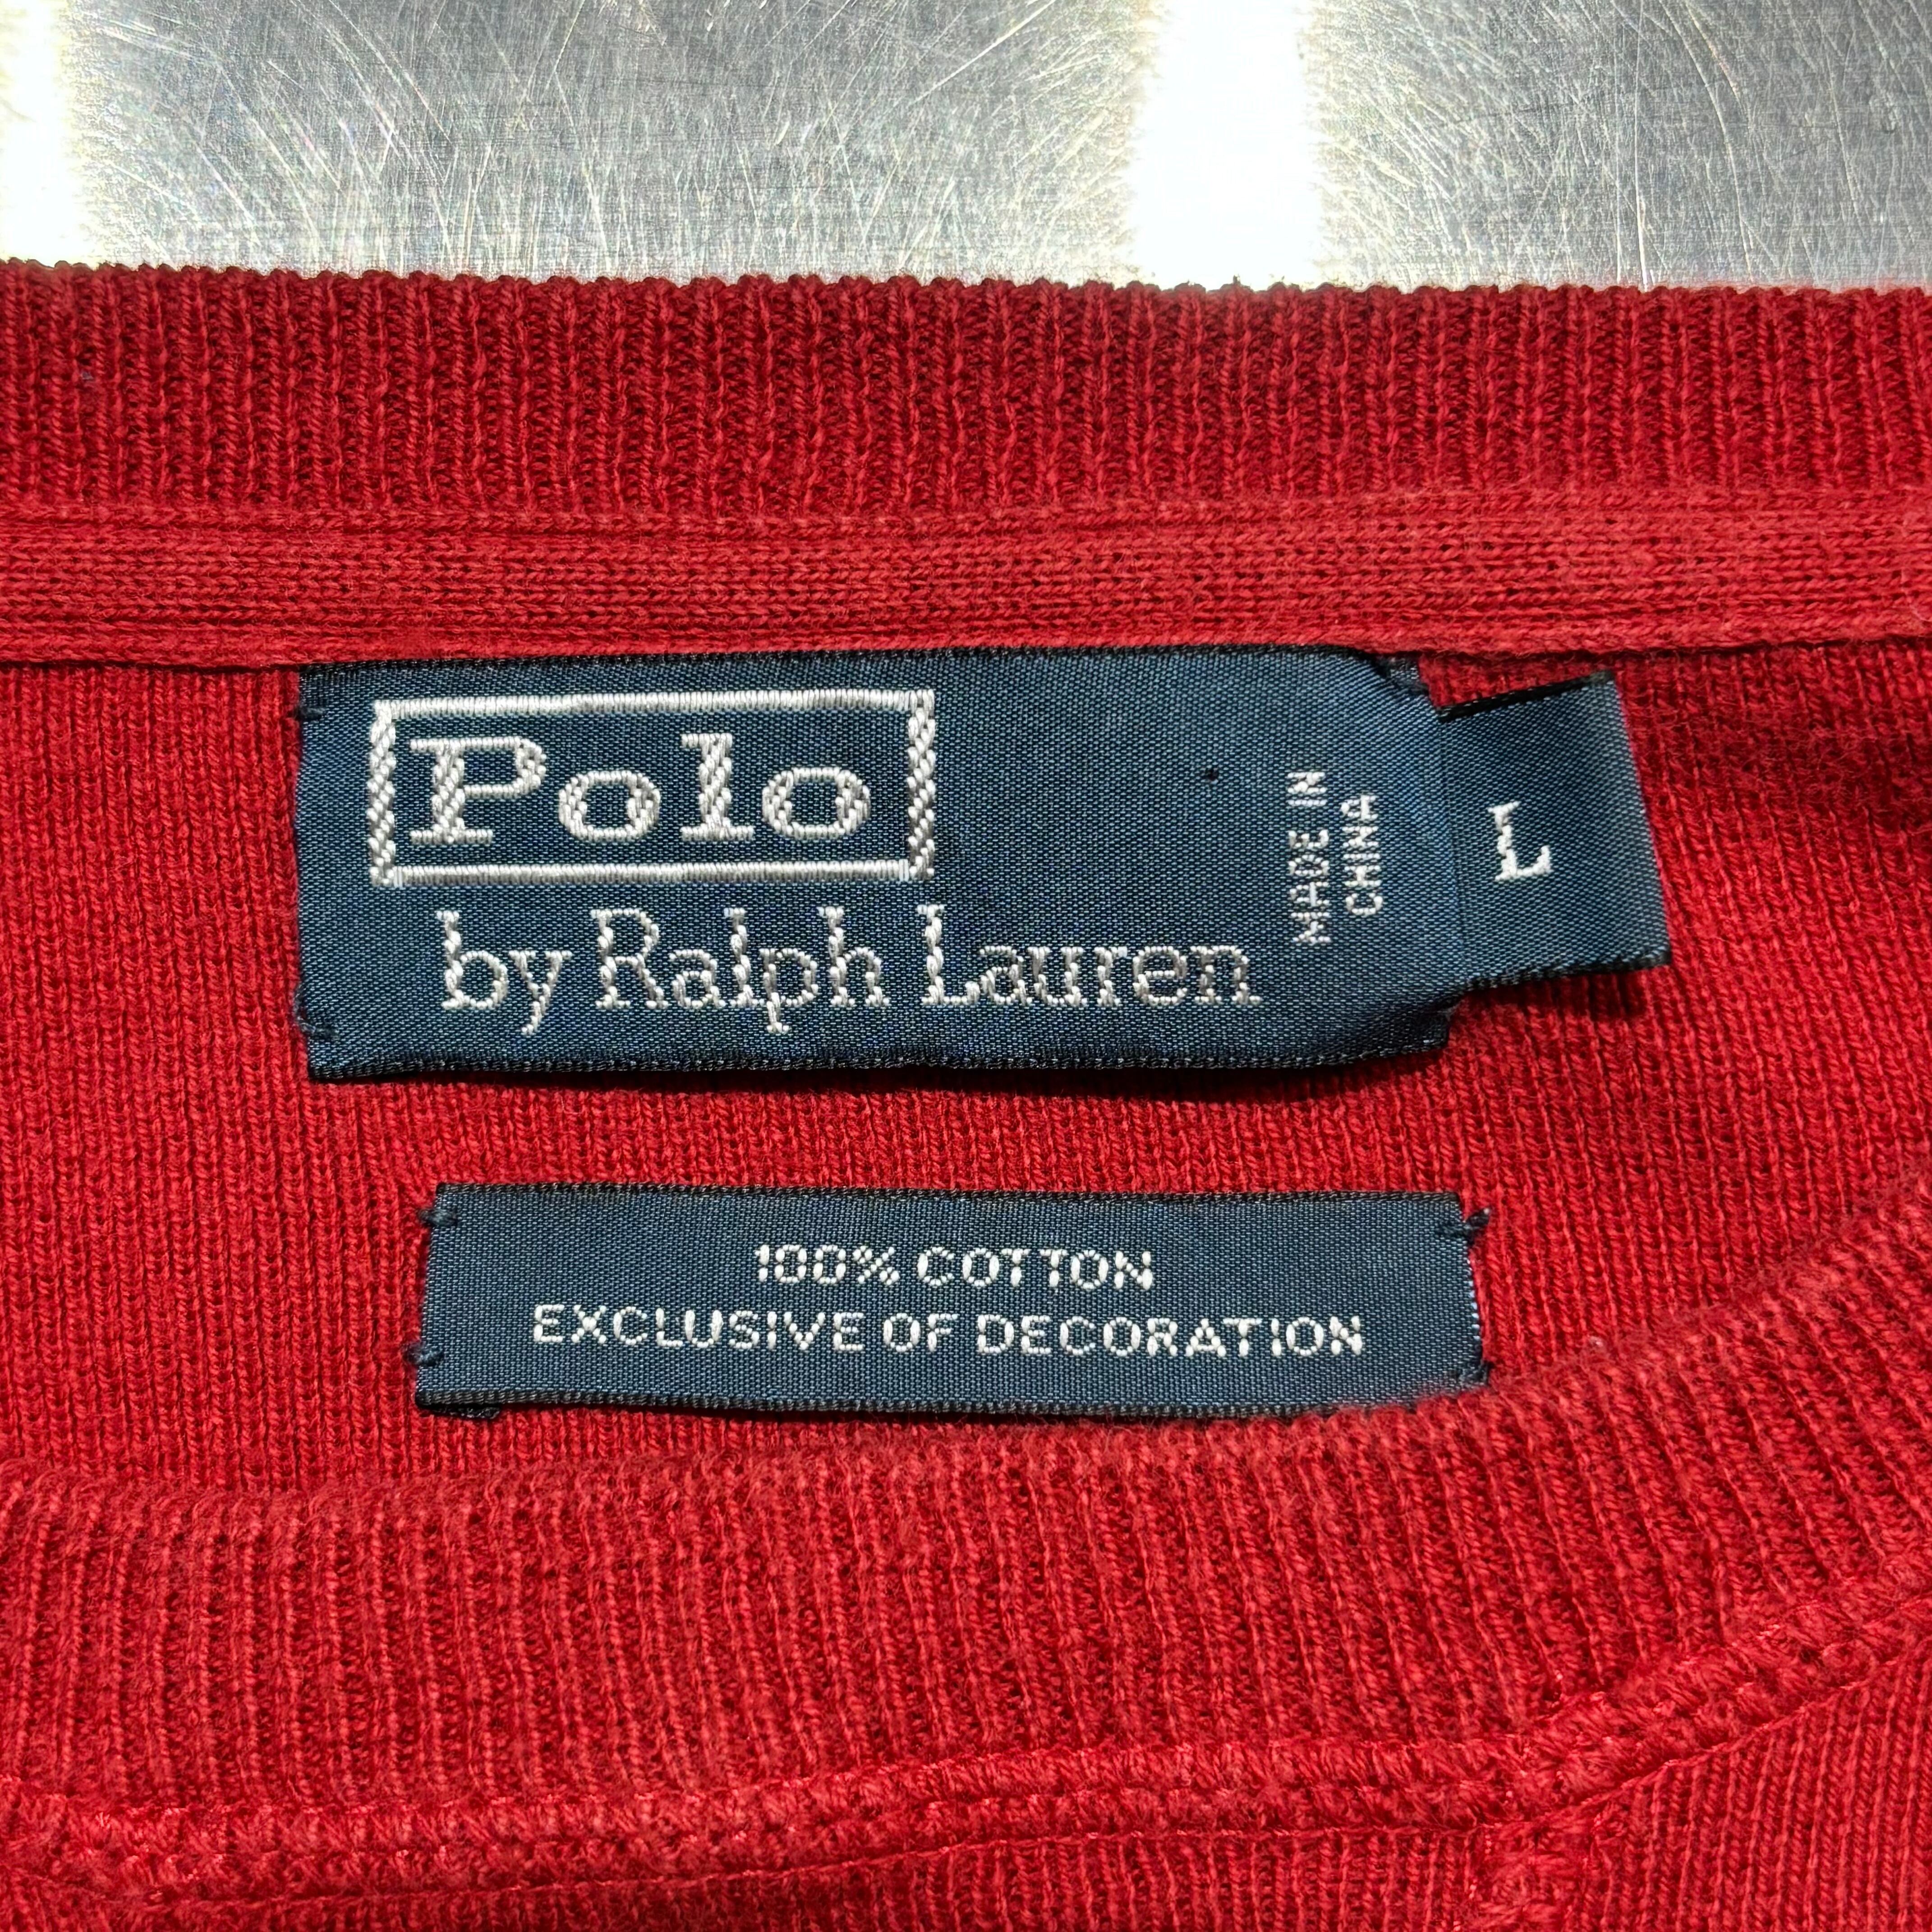 Polo
by Ralph Lauren
MADE IN
CHINA
L
100% COTTON
EXCLUSIVE OF DECORATION